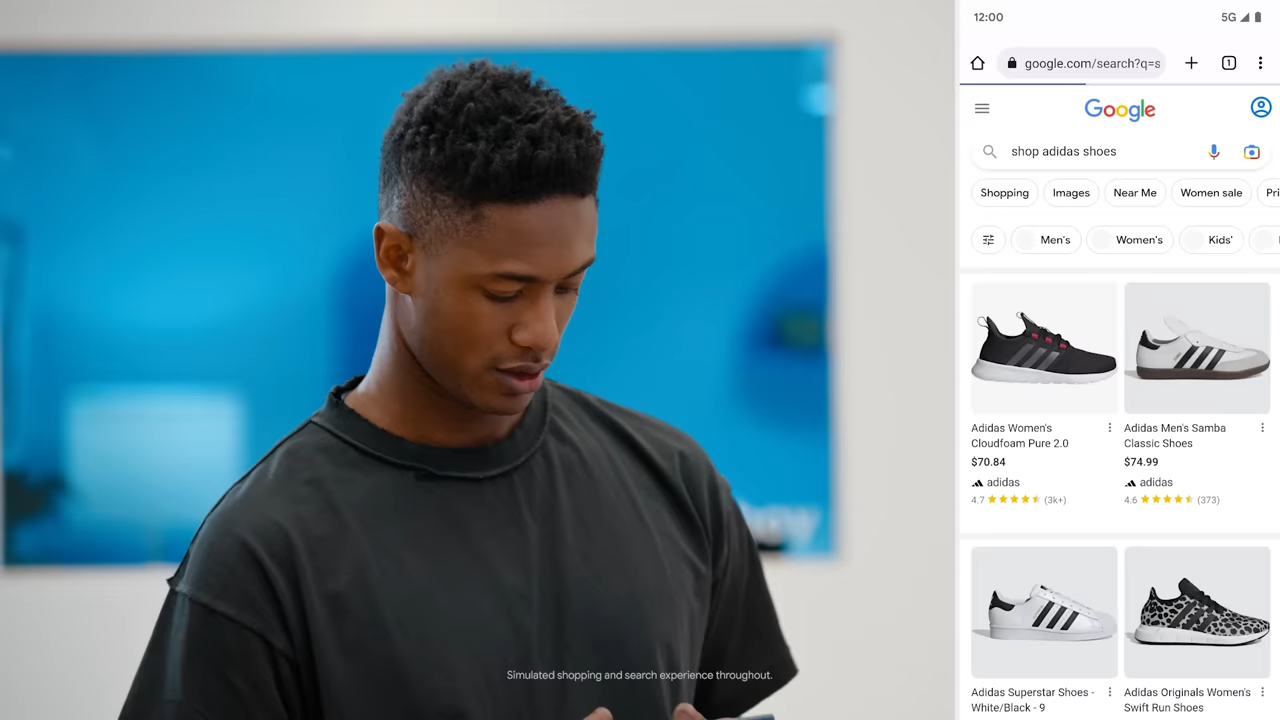 12:00
5G
google.com/search?q=s
1
Google
shop adidas shoes
Shopping
Images
Near Me
Women sale
Pri
Men's
Women's
Kids'
Adidas Women's
Cloudfoam Pure 2.0
$70.84
adidas
4.7
(3k+)
Adidas Men's Samba
Classic Shoes
$74.99
adidas
4.6
(373)
Adidas Superstar Shoes -
White/Black - 9
Adidas Originals Women's
Swift Run Shoes
Simulated shopping and search experience throughout.